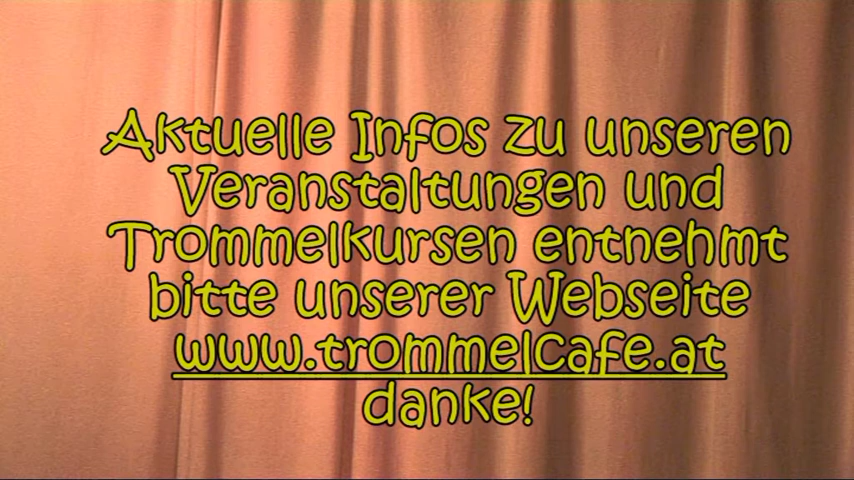 Aktuelle Infos zu unseren
Veranstaltungen und
Trommelkursen entnehmt
bitte unserer Webseite
www.trommelcafe.at
danke!